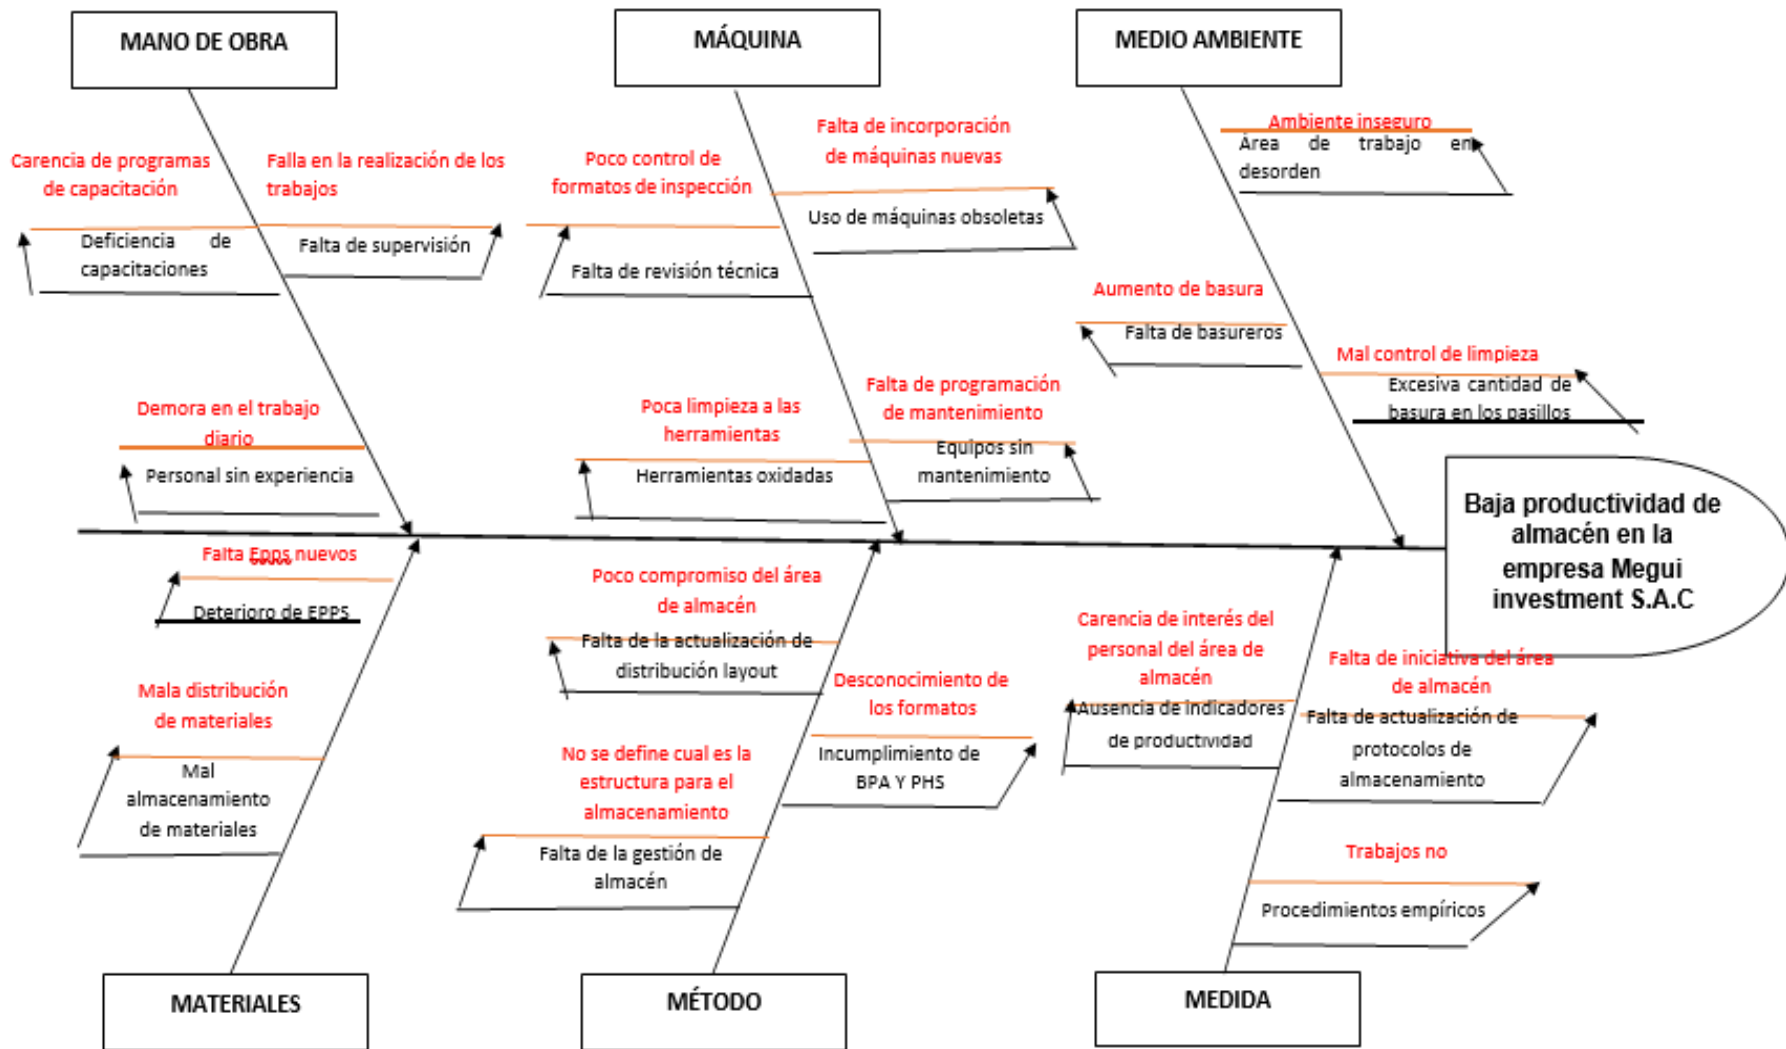 MANO DE OBRA
MÁQUINA
MEDIO AMBIENTE
Carencia de programas
de capacitación
Deficiencia de
capacitaciones
Falla en la realización de los
trabajos
Falta de supervisión
Demora en el trabajo
diario
Personal sin experiencia
Poco control de
formatos de inspección
Falta de revisión técnica
Falta de incorporación
de máquinas nuevas
Uso de máquinas obsoletas
Poca limpieza a las
herramientas
Herramientas oxidadas
Falta de programación
de mantenimiento
Equipos sin
mantenimiento
Ambiente inseguro
Área de trabajo en
desorden
Aumento de basura
Falta de basureros
Mal control de limpieza
Excesiva cantidad de
basura en los pasillos
Baja productividad de
almacén en la
empresa Megui
investment S.A.C
Falta Epps nuevos
Deterioro de EPPS
Mala distribución
de materiales
Mal
almacenamiento
de materiales
Poco compromiso del área
de almacén
Falta de la actualización de
distribución layout
Desconocimiento de
los formatos
Incumplimiento de
BPA Y PHS
No se define cual es la
estructura para el
almacenamiento
Falta de la gestión de
almacén
Carencia de interés del
personal del área de
almacén
Ausencia de indicadores
de productividad
Falta de iniciativa del área
de almacén
Falta de actualización de
protocolos de
almacenamiento
Trabajos no
Procedimientos empíricos
MATERIALES
MÉTODO
MEDIDA